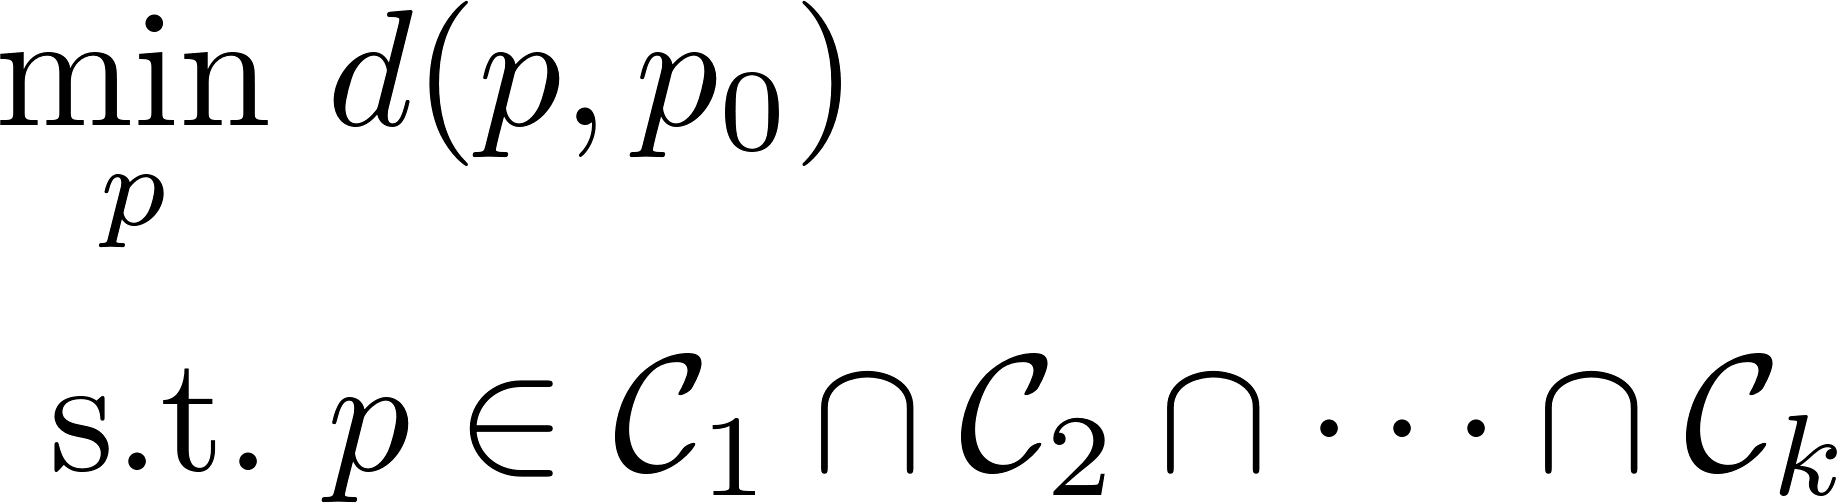 min d(p, p₀)
p
s.t. p ∈ 𝒞₁ ∩ 𝒞₂ ∩ ⋯ ∩ 𝒞ₖ